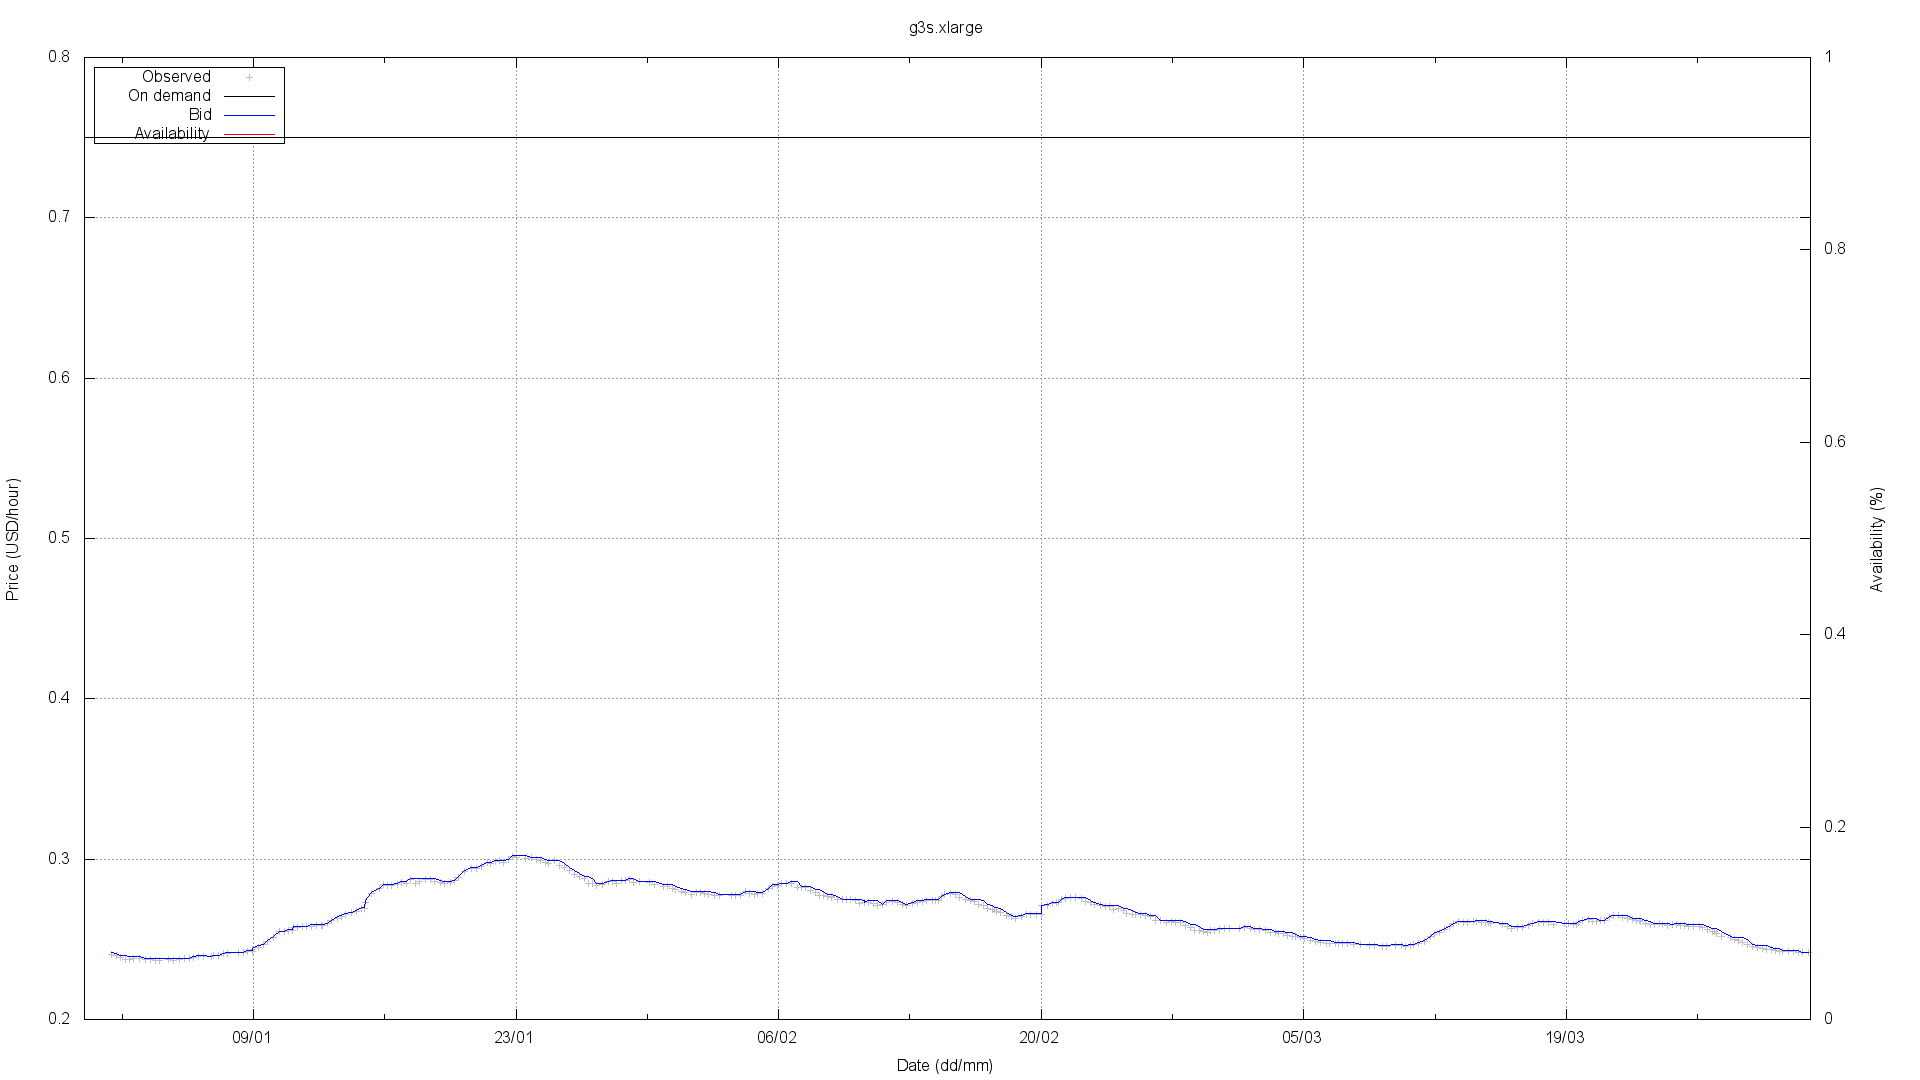 g3s.xlarge
Observed
On demand
Bid
Availability
0.8
0.7
0.6
0.5
0.4
0.3
0.2
1
0.8
0.6
0.4
0.2
0
Price (USD/hour)
Availability (%)
09/01 23/01 06/02 20/02 05/03 19/03
Date (dd/mm)